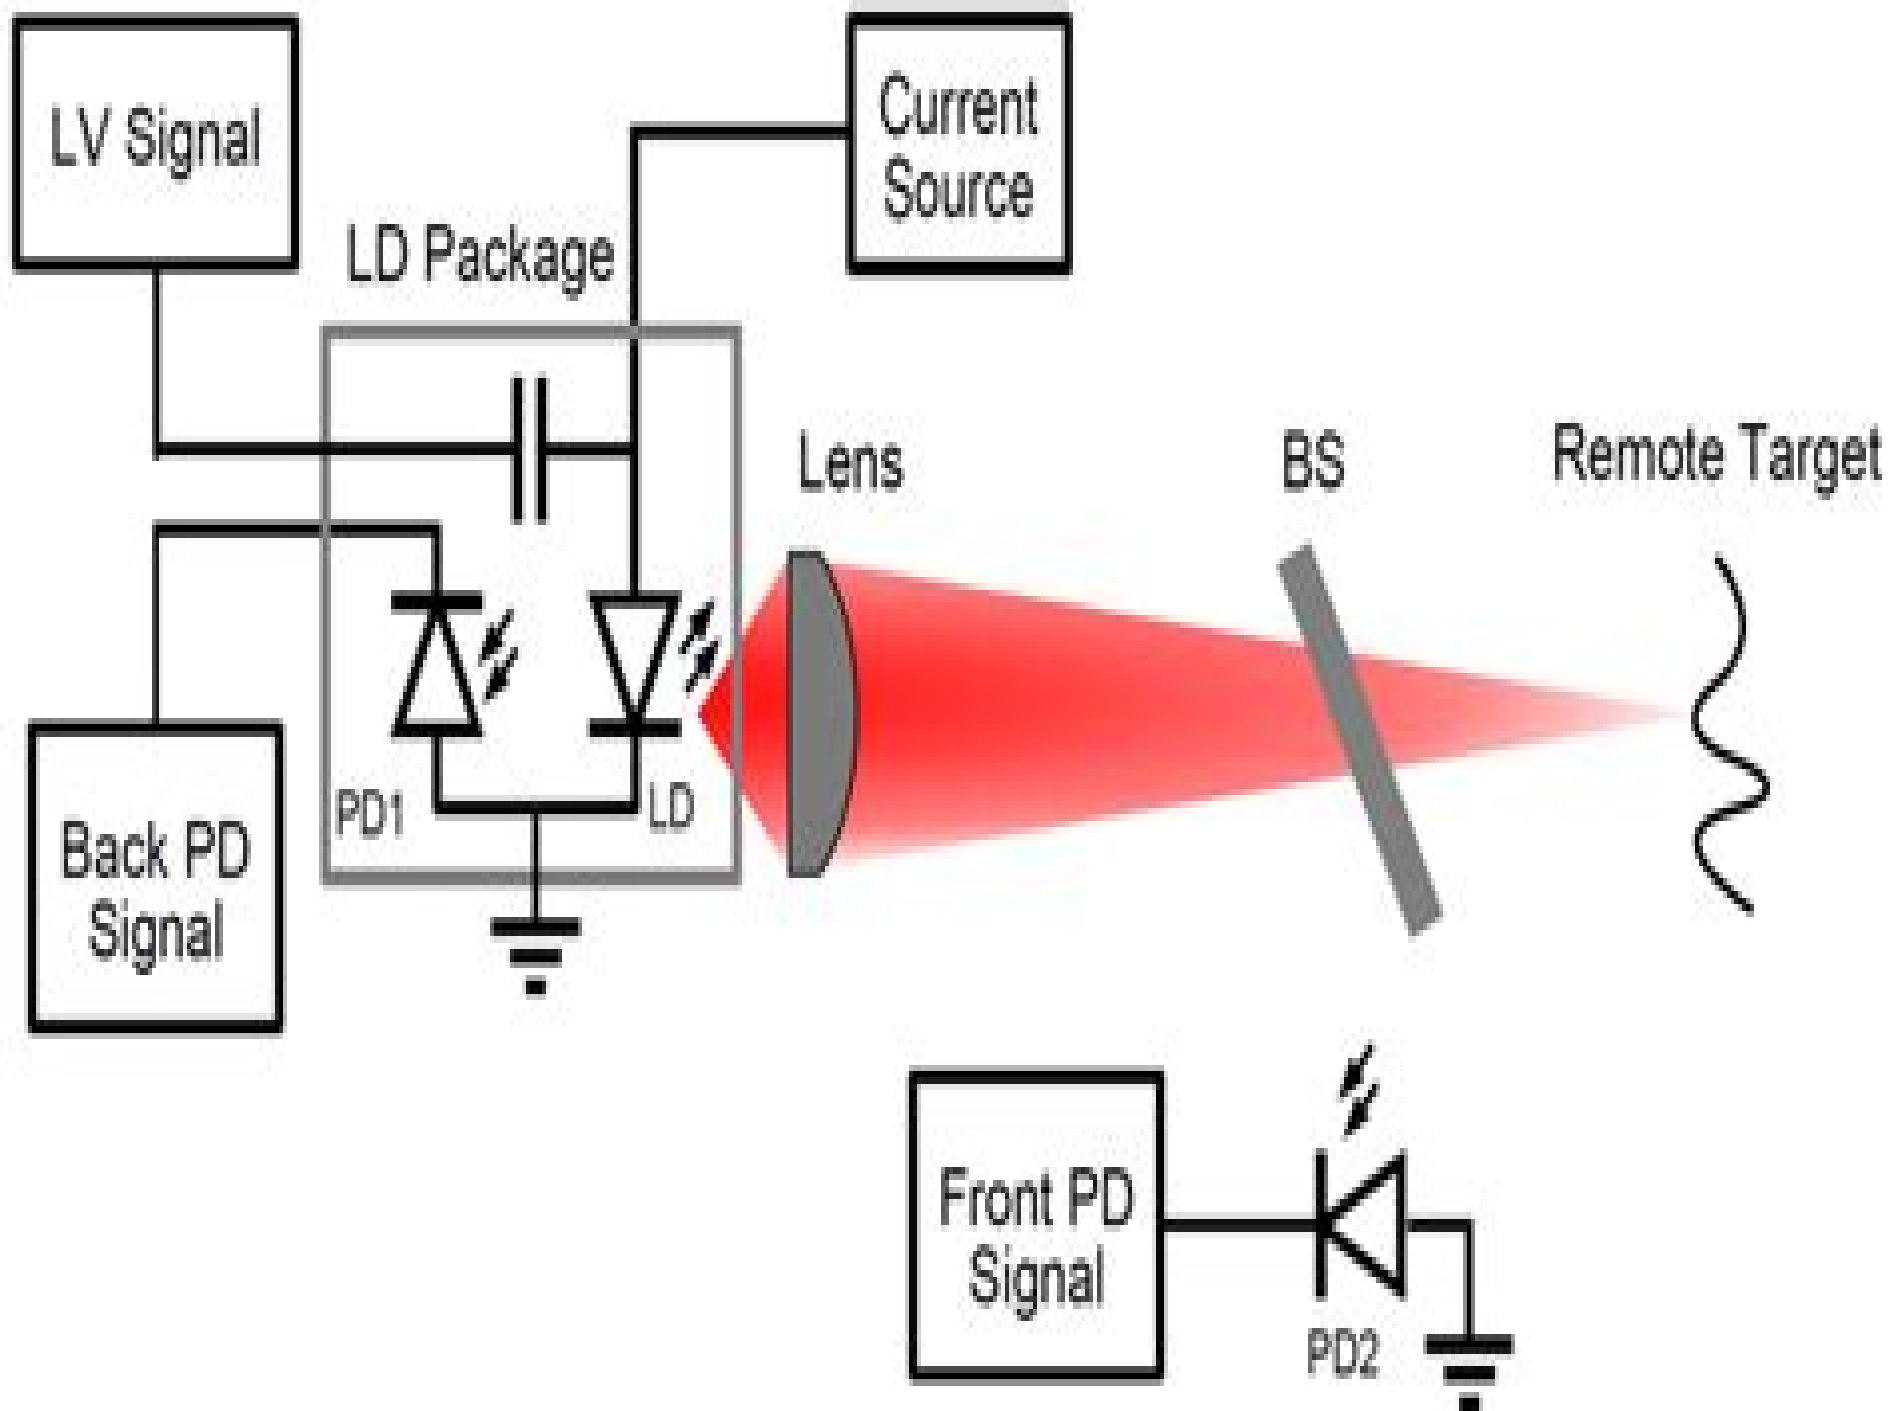 LV Signal
Current
Source
LD Package
Lens
BS
Remote Target
PD1
LD
Back PD
Signal
Front PD
Signal
PD2